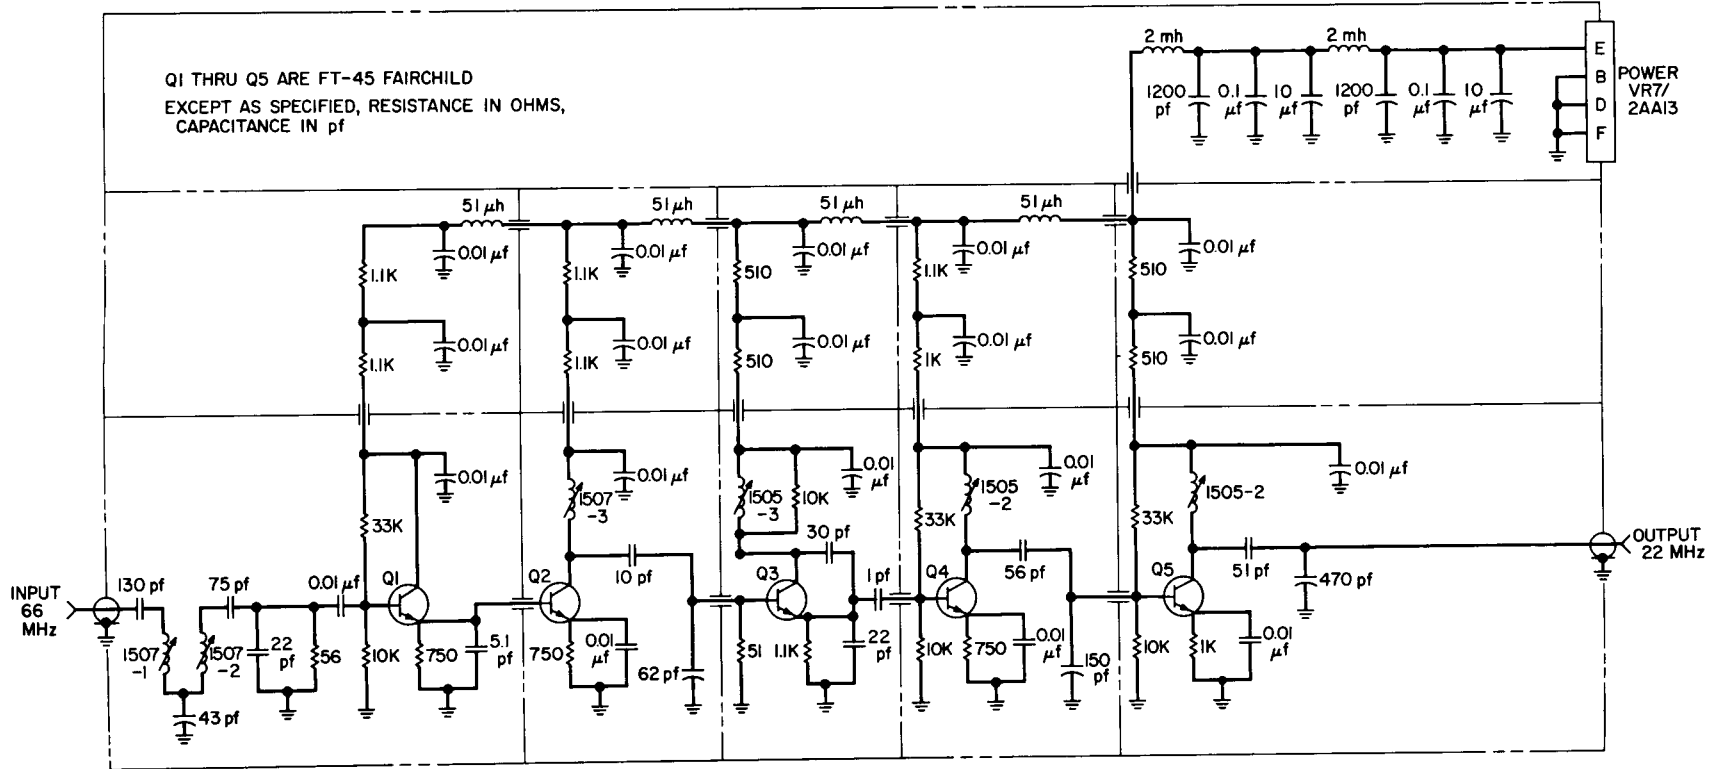 2 mh
2 mh
E
Q1 THRU Q5 ARE FT-45 FAIRCHILD
EXCEPT AS SPECIFIED, RESISTANCE IN OHMS,
CAPACITANCE IN pf
1200
pf
0.1
μf
10
μf
1200
pf
0.1
μf
10
μf
B
D
F
POWER
VR7/
2AA13
51 μh
51 μh
51 μh
51 μh
0.01 μf
0.01 μf
0.01 μf
0.01 μf
0.01 μf
1.1K
1.1K
510
1.1K
510
0.01 μf
0.01 μf
0.01 μf
0.01 μf
0.01 μf
1.1K
1.1K
510
1K
510
0.01 μf
0.01 μf
0.01
μf
0.01
μf
0.01 μf
1507
-3
1505
-3
10K
1505
-2
1505-2
33K
33K
33K
30 pf
10 pf
56 pf
51 pf
470 pf
OUTPUT
22 MHz
INPUT
66
MHz
130 pf
75 pf
0.01 μf
Q1
Q2
Q3
1 pf
Q4
Q5
1507
-1
1507
-2
22
pf
56
10K
750
5.1
pf
750
0.01
μf
62 pf
51
1.1K
22
pf
10K
750
0.01
μf
150
pf
10K
1K
0.01
μf
43 pf